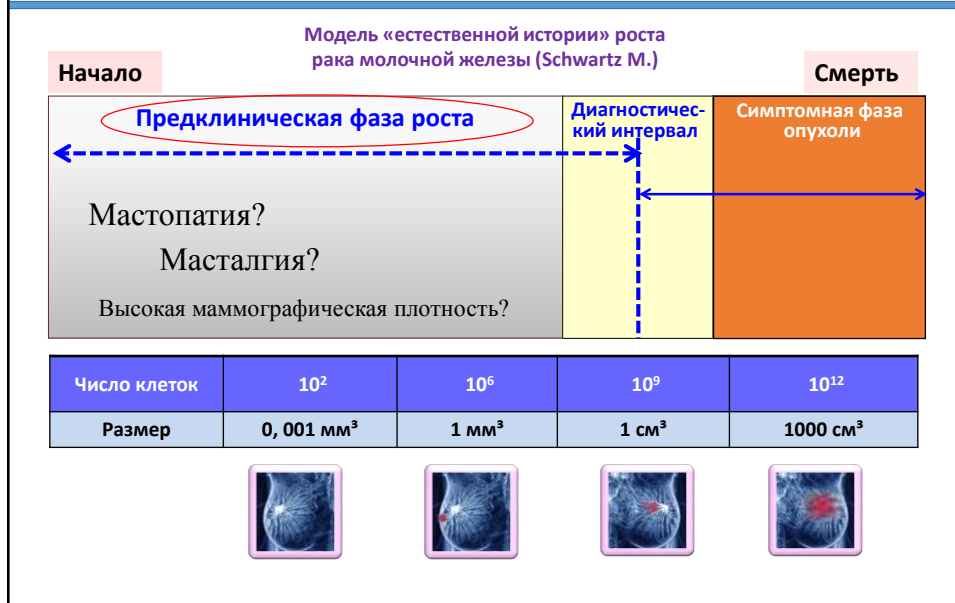 Модель «естественной истории» роста
рака молочной железы (Schwartz M.)
Начало
Смерть
Предклиническая фаза роста
Диагностичес-
кий интервал
Симптомная фаза
опухоли
Мастопатия?
Масталгия?
Высокая маммографическая плотность?
Число клеток 10² 10⁶ 10⁹ 10¹²
Размер 0, 001 мм³ 1 мм³ 1 см³ 1000 см³